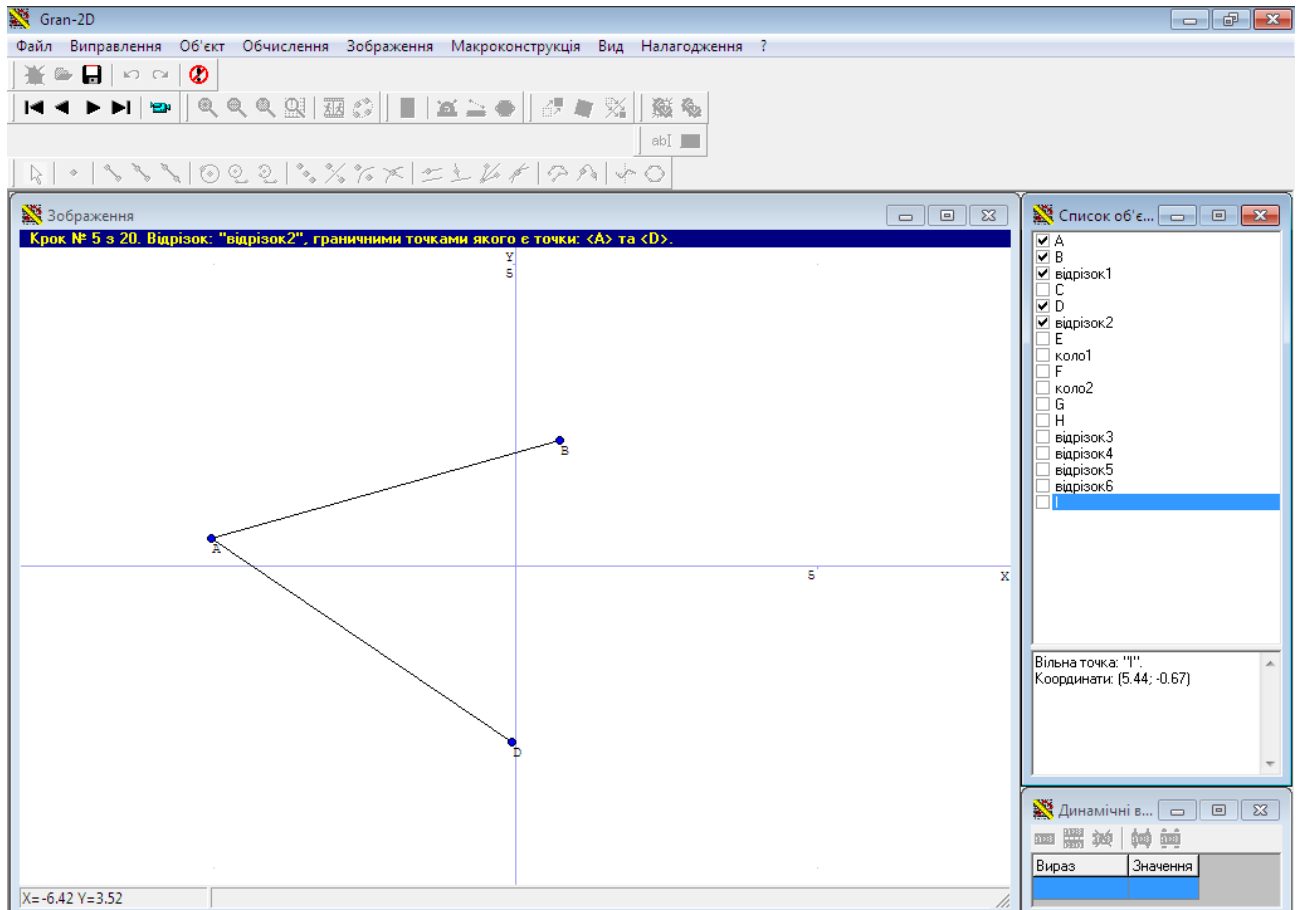 Gran-2D
Файл Виправлення Об'єкт Обчислення Зображення Макроконструкція Вид Налагодження ?
abI
Зображення
Крок № 5 з 20. Відрізок: "відрізок2", граничними точками якого є точки: <A> та <D>.
Y
5
B
A
5
X
D
X=-6.42 Y=3.52
Список об'є...
A
B
відрізок1
C
D
відрізок2
E
коло1
F
коло2
G
H
відрізок3
відрізок4
відрізок5
відрізок6
I
Вільна точка: "I".
Координати: (5.44; -0.67)
Динамічні в...
Вираз Значення